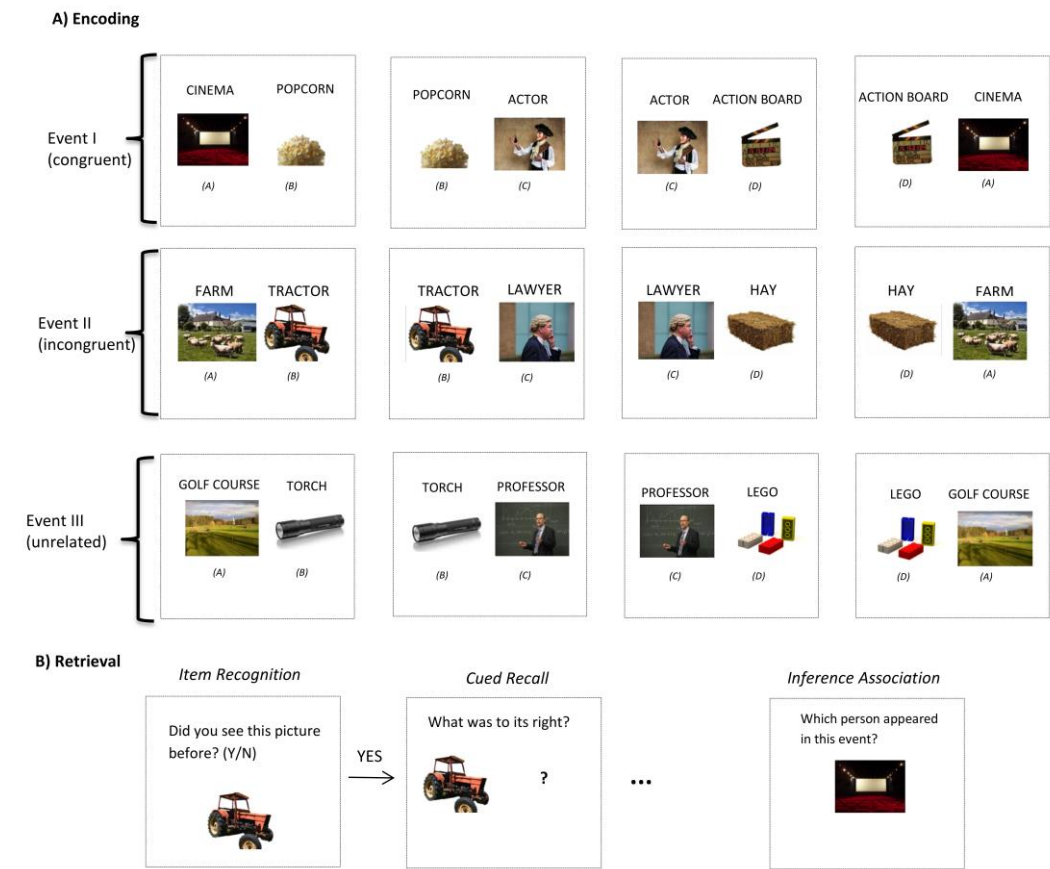 A) Encoding
Event I
(congruent)
CINEMA POPCORN
(A) (B)
POPCORN ACTOR
(B) (C)
ACTOR ACTION BOARD
(C) (D)
ACTION BOARD CINEMA
(D) (A)
Event II
(incongruent)
FARM TRACTOR
(A) (B)
TRACTOR LAWYER
(B) (C)
LAWYER HAY
(C) (D)
HAY FARM
(D) (A)
Event III
(unrelated)
GOLF COURSE TORCH
(A) (B)
TORCH PROFESSOR
(B) (C)
PROFESSOR LEGO
(C) (D)
LEGO GOLF COURSE
(D) (A)
B) Retrieval
Item Recognition
Did you see this picture
before? (Y/N)
YES
Cued Recall
What was to its right?
?
...
Inference Association
Which person appeared
in this event?